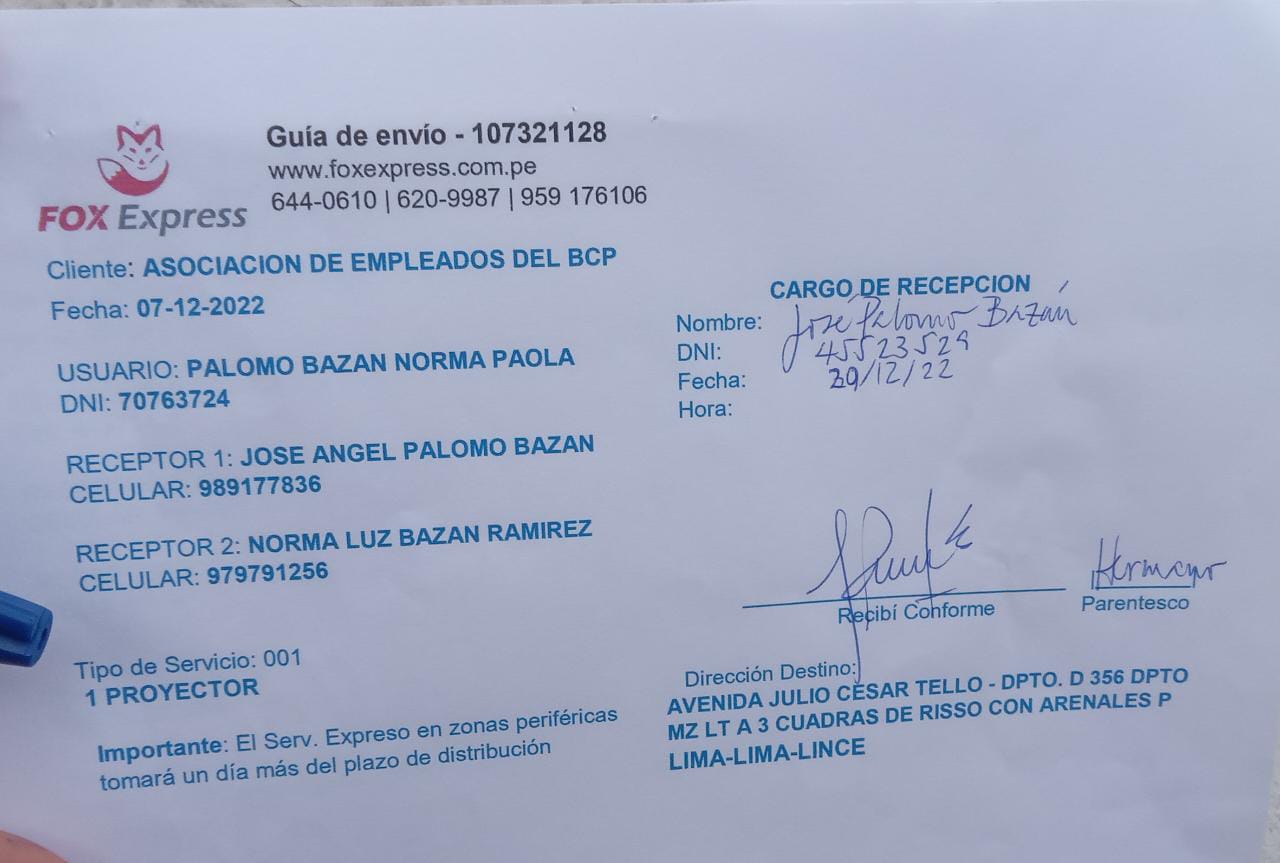 FOX Express
Guía de envío - 107321128
www.foxexpress.com.pe
644-0610 | 620-9987 | 959 176106
Cliente: ASOCIACION DE EMPLEADOS DEL BCP
Fecha: 07-12-2022
USUARIO: PALOMO BAZAN NORMA PAOLA
DNI: 70763724
RECEPTOR 1: JOSE ANGEL PALOMO BAZAN
CELULAR: 989177836
RECEPTOR 2: NORMA LUZ BAZAN RAMIREZ
CELULAR: 979791256
Tipo de Servicio: 001
1 PROYECTOR
Importante: El Serv. Expreso en zonas periféricas
tomará un día más del plazo de distribución
CARGO DE RECEPCION
Nombre: José Palomo Bazán
DNI: 45523529
Fecha: /12/22
Hora:
Recibí Conforme
Hermano
Parentesco
Dirección Destino:
AVENIDA JULIO CESAR TELLO - DPTO. D 356 DPTO
MZ LT A 3 CUADRAS DE RISSO CON ARENALES P
LIMA-LIMA-LINCE